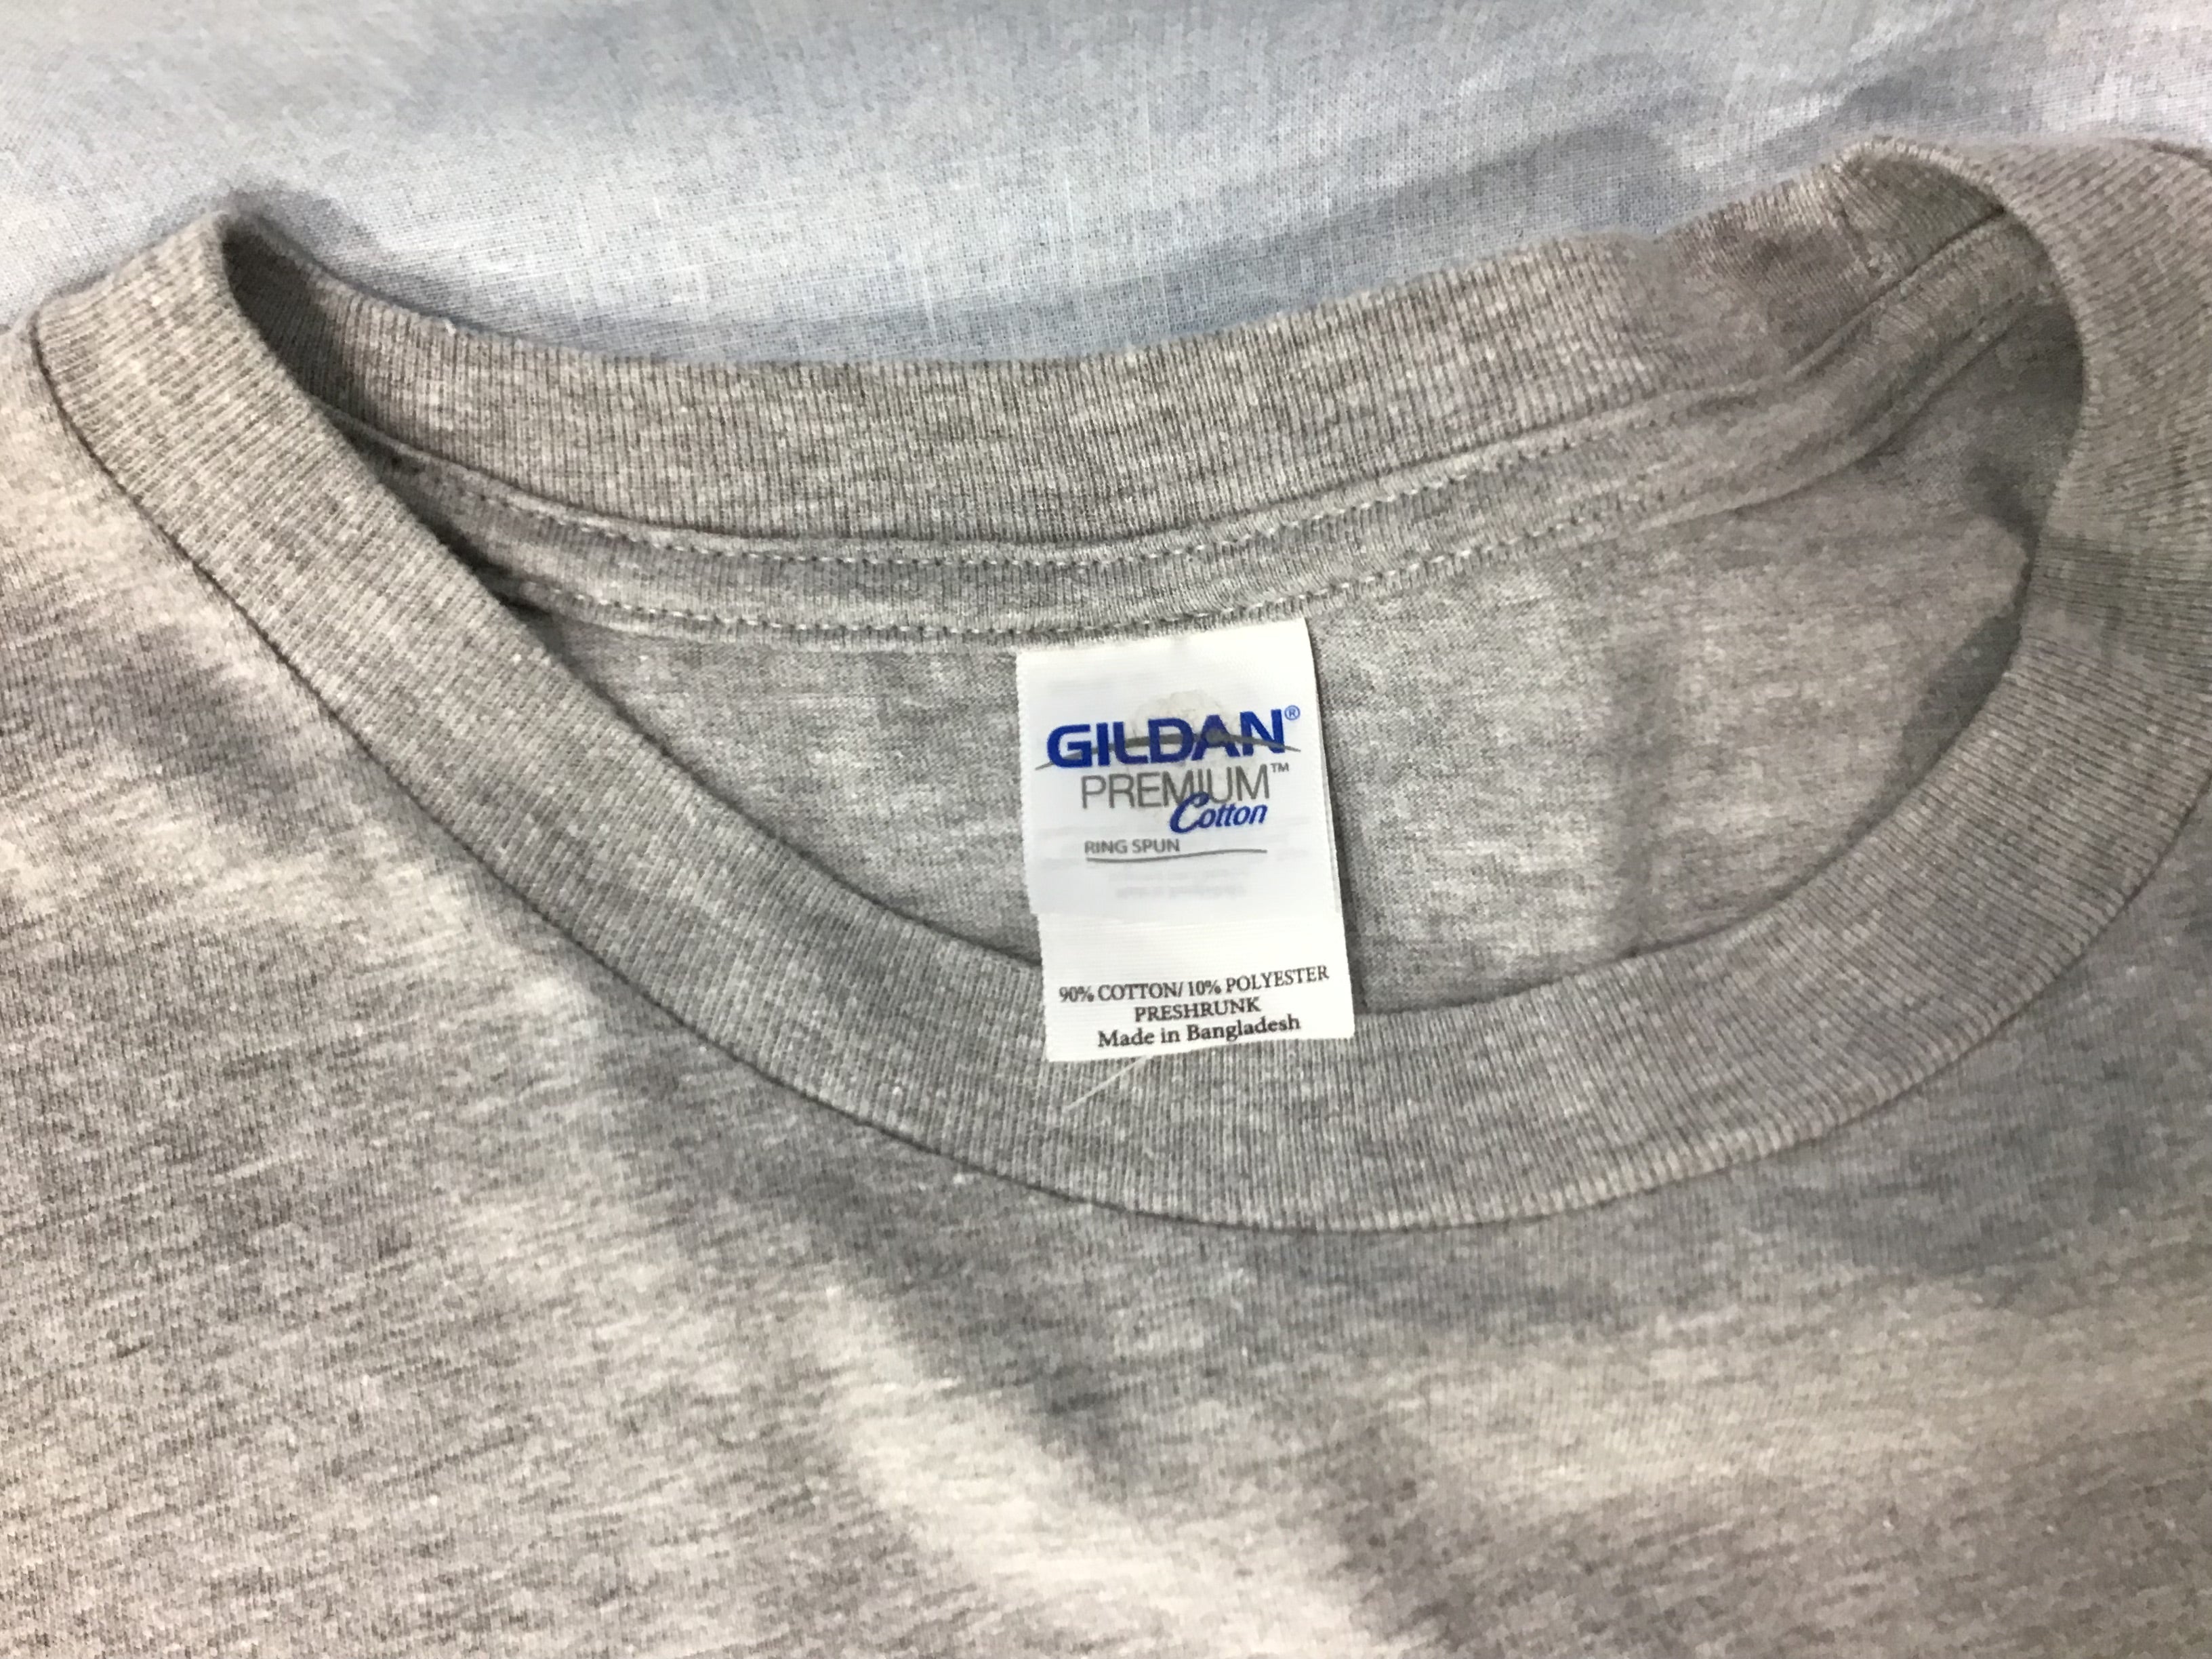 GILDAN®
PREMIUM™
Cotton
RING SPUN
90% COTTON/ 10% POLYESTER
PRESHRUNK
Made in Bangladesh